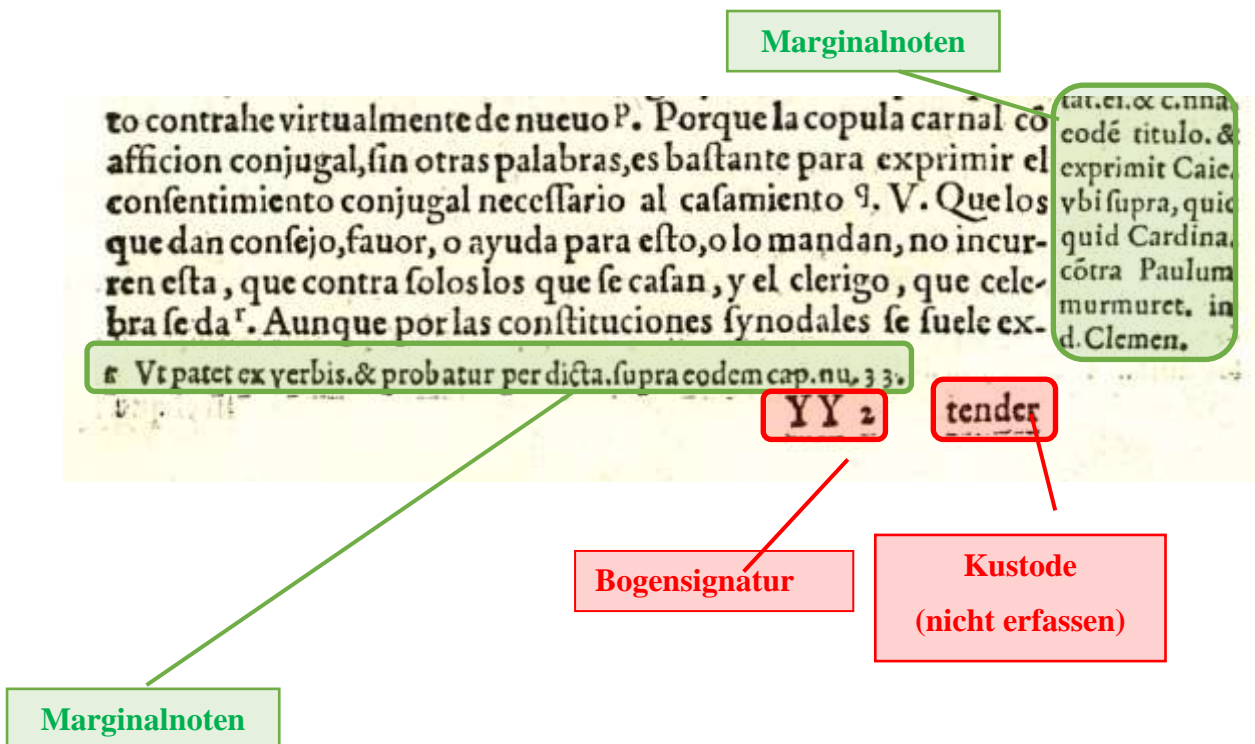 Marginalnoten
to contrahe virtualmente de nueuo ᵖ. Porque la copula carnal cõ
afficion conjugal,ſin otras palabras,es baſtante para exprimir el
conſentimiento conjugal neceſſario al caſamiento ᑫ. V. Que los
que dan conſejo,fauor, o ayuda para eſto,o lo mandan, no incur-
ren eſta, que contra ſolos los que ſe caſan, y el clerigo, que cele-
bra ſe da ʳ. Aunque por las conſtituciones ſynodales ſe ſuele ex-
eodé titulo. &
exprimit Caie.
vbi ſupra, quic
quid Cardina.
cõtra Paulum
murmuret. in
d. Clemen.
r Vt patet ex verbis.& probatur per dicta.ſupra eodem cap. nu. 33.
YY 2 tender
Bogensignatur
Kustode
(nicht erfassen)
Marginalnoten